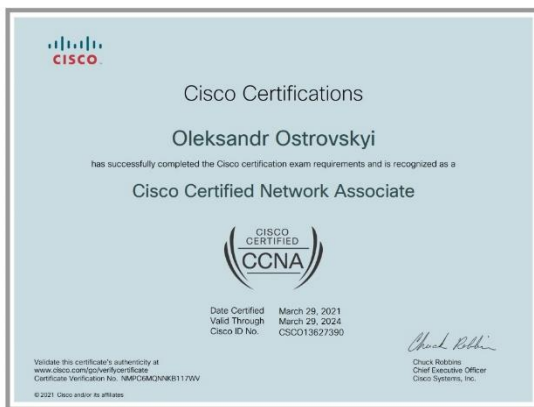 CISCO
Cisco Certifications
Oleksandr Ostrovskyi
has successfully completed the Cisco certification exam requirements and is recognized as a
Cisco Certified Network Associate
CISCO
CERTIFIED
CCNA
Date Certified March 29, 2021
Valid Through March 29, 2024
Cisco ID No. CSCO13627390
Validate this certificate's authenticity at
www.cisco.com/go/verifycertificate
Certificate Verification No. NMPC6MQNNKB117WV
© 2021 Cisco and/or its affiliates
Chuck Robbins
Chuck Robbins
Chief Executive Officer
Cisco Systems, Inc.